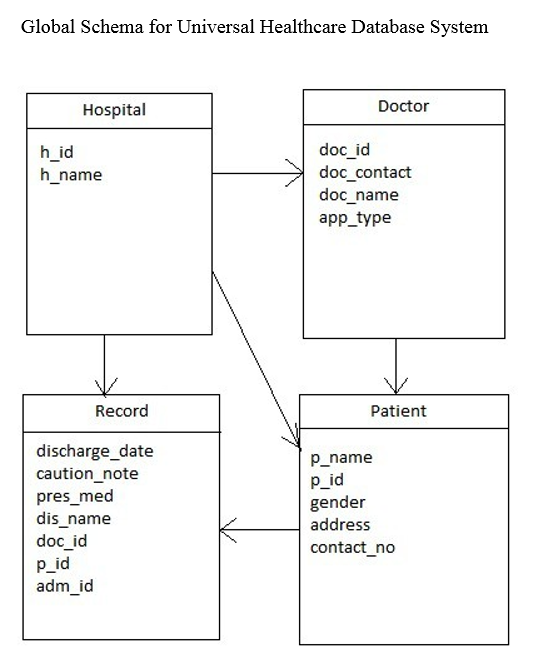 Global Schema for Universal Healthcare Database System
Hospital
h_id
h_name
Doctor
doc_id
doc_contact
doc_name
app_type
Record
discharge_date
caution_note
pres_med
dis_name
doc_id
p_id
adm_id
Patient
p_name
p_id
gender
address
contact_no